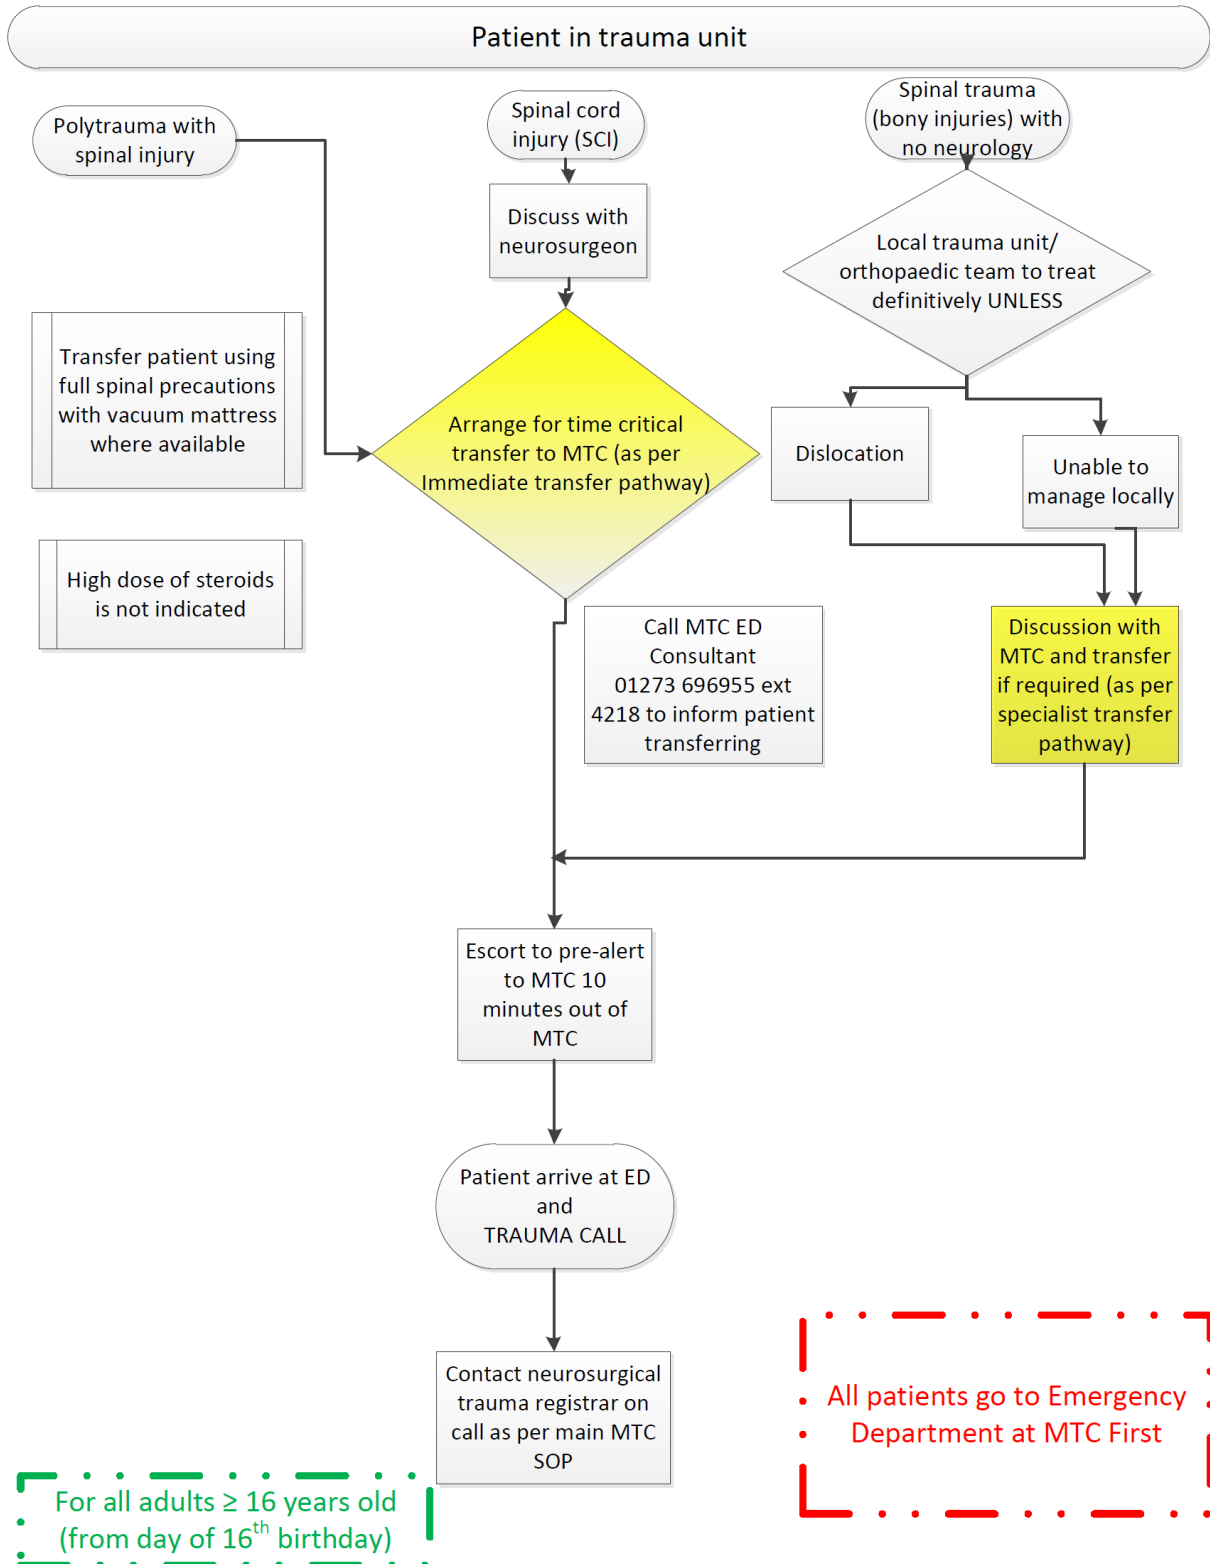 Patient in trauma unit
Polytrauma with
spinal injury
Spinal cord
injury (SCI)
Spinal trauma
(bony injuries) with
no neurology
Discuss with
neurosurgeon
Local trauma unit/
orthopaedic team to treat
definitively UNLESS
Transfer patient using
full spinal precautions
with vacuum mattress
where available
Arrange for time critical
transfer to MTC (as per
Immediate transfer pathway)
Dislocation
Unable to
manage locally
High dose of steroids
is not indicated
Call MTC ED
Consultant
01273 696955 ext
4218 to inform patient
transferring
Discussion with
MTC and transfer
if required (as per
specialist transfer
pathway)
Escort to pre-alert
to MTC 10
minutes out of
MTC
Patient arrive at ED
and
TRAUMA CALL
Contact neurosurgical
trauma registrar on
call as per main MTC
SOP
All patients go to Emergency
Department at MTC First
For all adults ≥ 16 years old
(from day of 16th birthday)